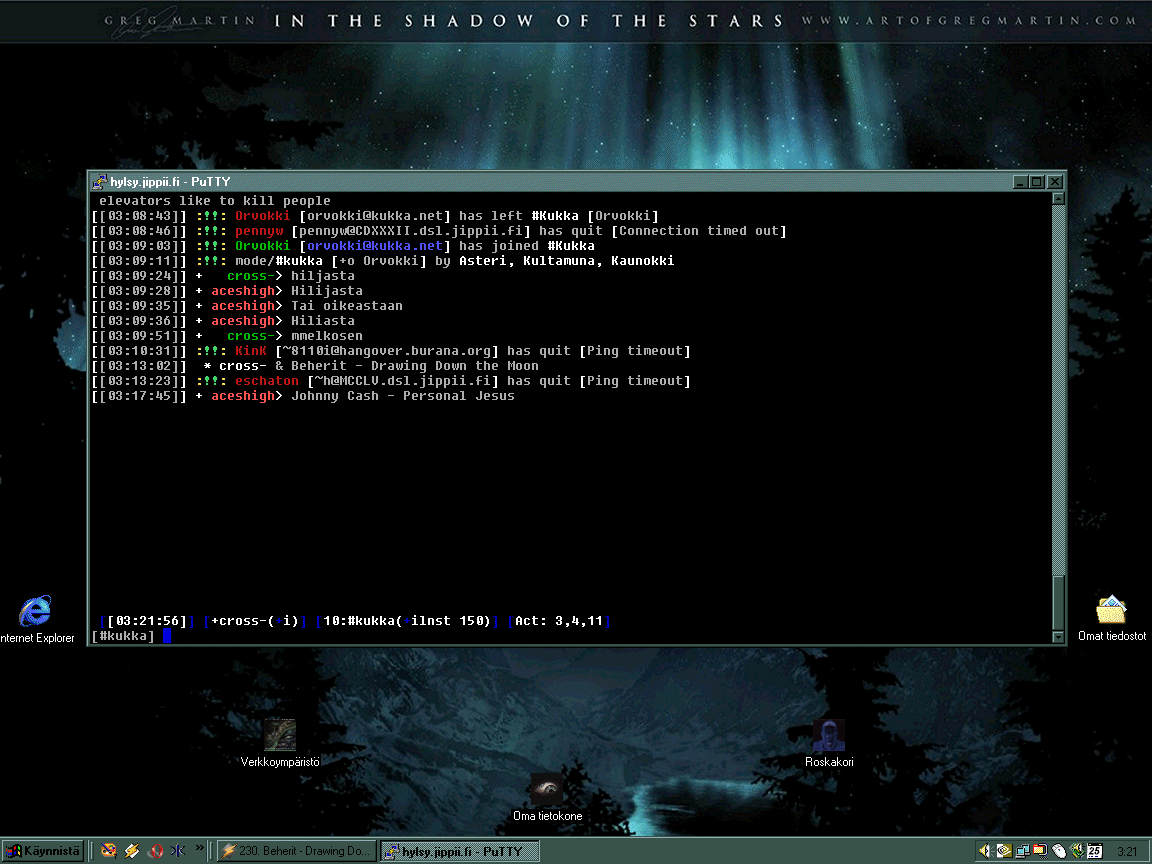 GREG MARTIN IN THE SHADOW OF THE STARS WWW.ARTOFGREGMARTIN.COM
hylsy.jippii.fi - PuTTY
elevators like to kill people
[[03:08:43]] :!!: Orvokki [orvokki@kukka.net] has left #Kukka [Orvokki]
[[03:08:46]] :!!: pennyw [pennyw@CDXXXII.dsl.jippii.fi] has quit [Connection timed out]
[[03:09:03]] :!!: Orvokki [orvokki@kukka.net] has joined #Kukka
[[03:09:11]] :!!: mode/#kukka [+o Orvokki] by Asteri, Kultamuna, Kaunokki
[[03:09:24]] + cross-> hiljasta
[[03:09:28]] + aceshigh> Hilijasta
[[03:09:35]] + aceshigh> Tai oikeastaan
[[03:09:36]] + aceshigh> Hiliasta
[[03:09:51]] + cross-> mmelkosen
[[03:10:31]] :!!: KinK [~8110i@hangover.burana.org] has quit [Ping timeout]
[[03:13:02]] * cross- & Beherit - Drawing Down the Moon
[[03:13:23]] :!!: eschaton [~h@MCCLV.dsl.jippii.fi] has quit [Ping timeout]
[[03:17:45]] + aceshigh> Johnny Cash - Personal Jesus
[[03:21:56]] [+cross-(+i)] [10:#kukka(+ilnst 150)] [Act: 3,4,11]
[#kukka]
nternet Explorer
Omat tiedostot
Verkkoympäristö
Roskakori
Oma tietokone
Käynnistä
230. Beherit - Drawing Do...
hylsy.jippii.fi - PuTTY
25
3:21